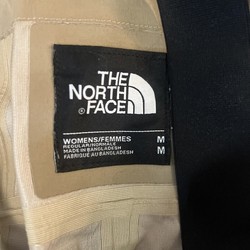 THE
NORTH
FACE
®
WOMENS/FEMMES M
REGULAR/NORMALE M
MADE IN BANGLADESH
FABRIQUÉ AU BANGLADESH